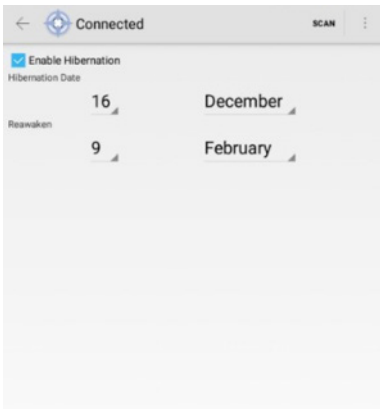 Connected SCAN
Enable Hibernation
Hibernation Date
16 December
Reawaken
9 February